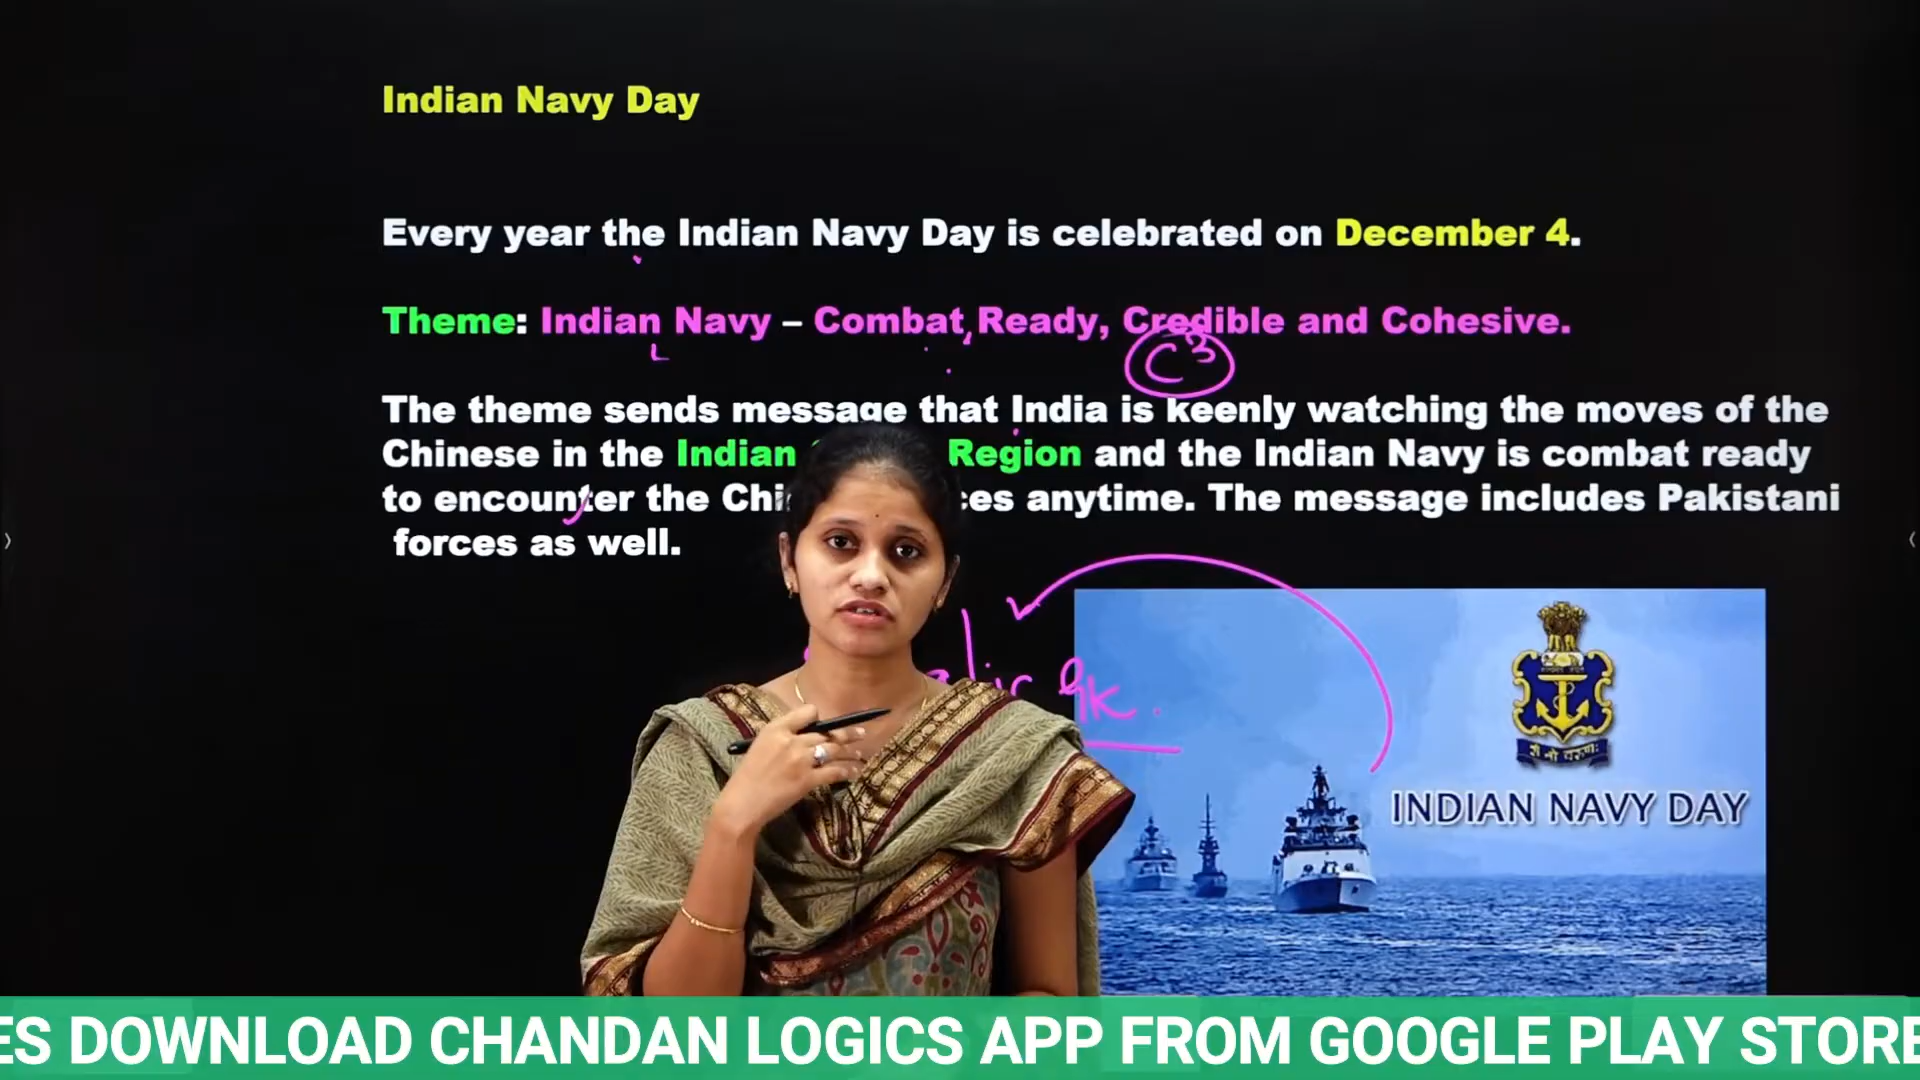 Indian Navy Day
Every year the Indian Navy Day is celebrated on December 4.
Theme: Indian Navy – Combat Ready, Credible and Cohesive.
C3
The theme sends message that India is keenly watching the moves of the
Chinese in the Indian Region and the Indian Navy is combat ready
to encounter the anytime. The message includes Pakistani
forces as well.
Gk.
शं नो वरुणः
INDIAN NAVY DAY
DOWNLOAD CHANDAN LOGICS APP FROM GOOGLE PLAY STORE